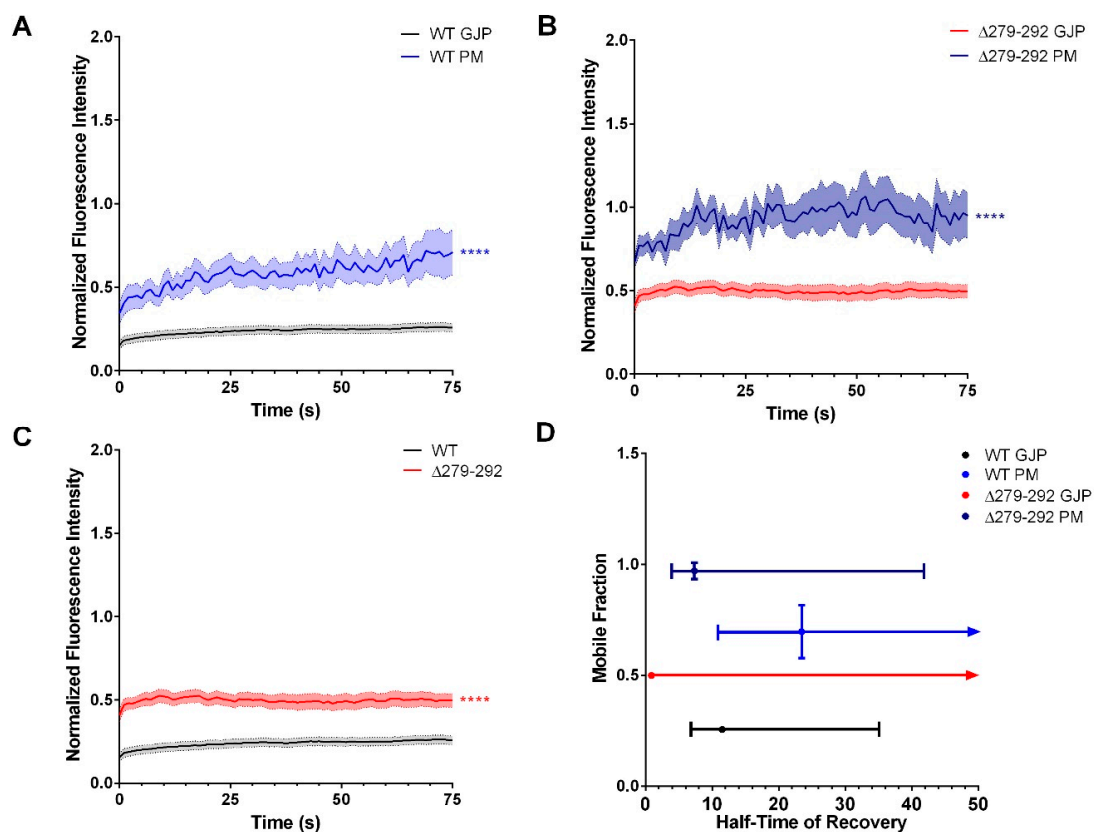 A
WT GJP
WT PM
Normalized Fluorescence Intensity
2.0
1.5
1.0
0.5
0.0
****
0
25
50
75
Time (s)
B
Δ279-292 GJP
Δ279-292 PM
Normalized Fluorescence Intensity
2.0
1.5
1.0
0.5
0.0
****
0
25
50
75
Time (s)
C
WT
Δ279-292
Normalized Fluorescence Intensity
2.0
1.5
1.0
0.5
0.0
****
0
25
50
75
Time (s)
D
WT GJP
WT PM
Δ279-292 GJP
Δ279-292 PM
Mobile Fraction
1.5
1.0
0.5
0.0
0
10
20
30
40
50
Half-Time of Recovery